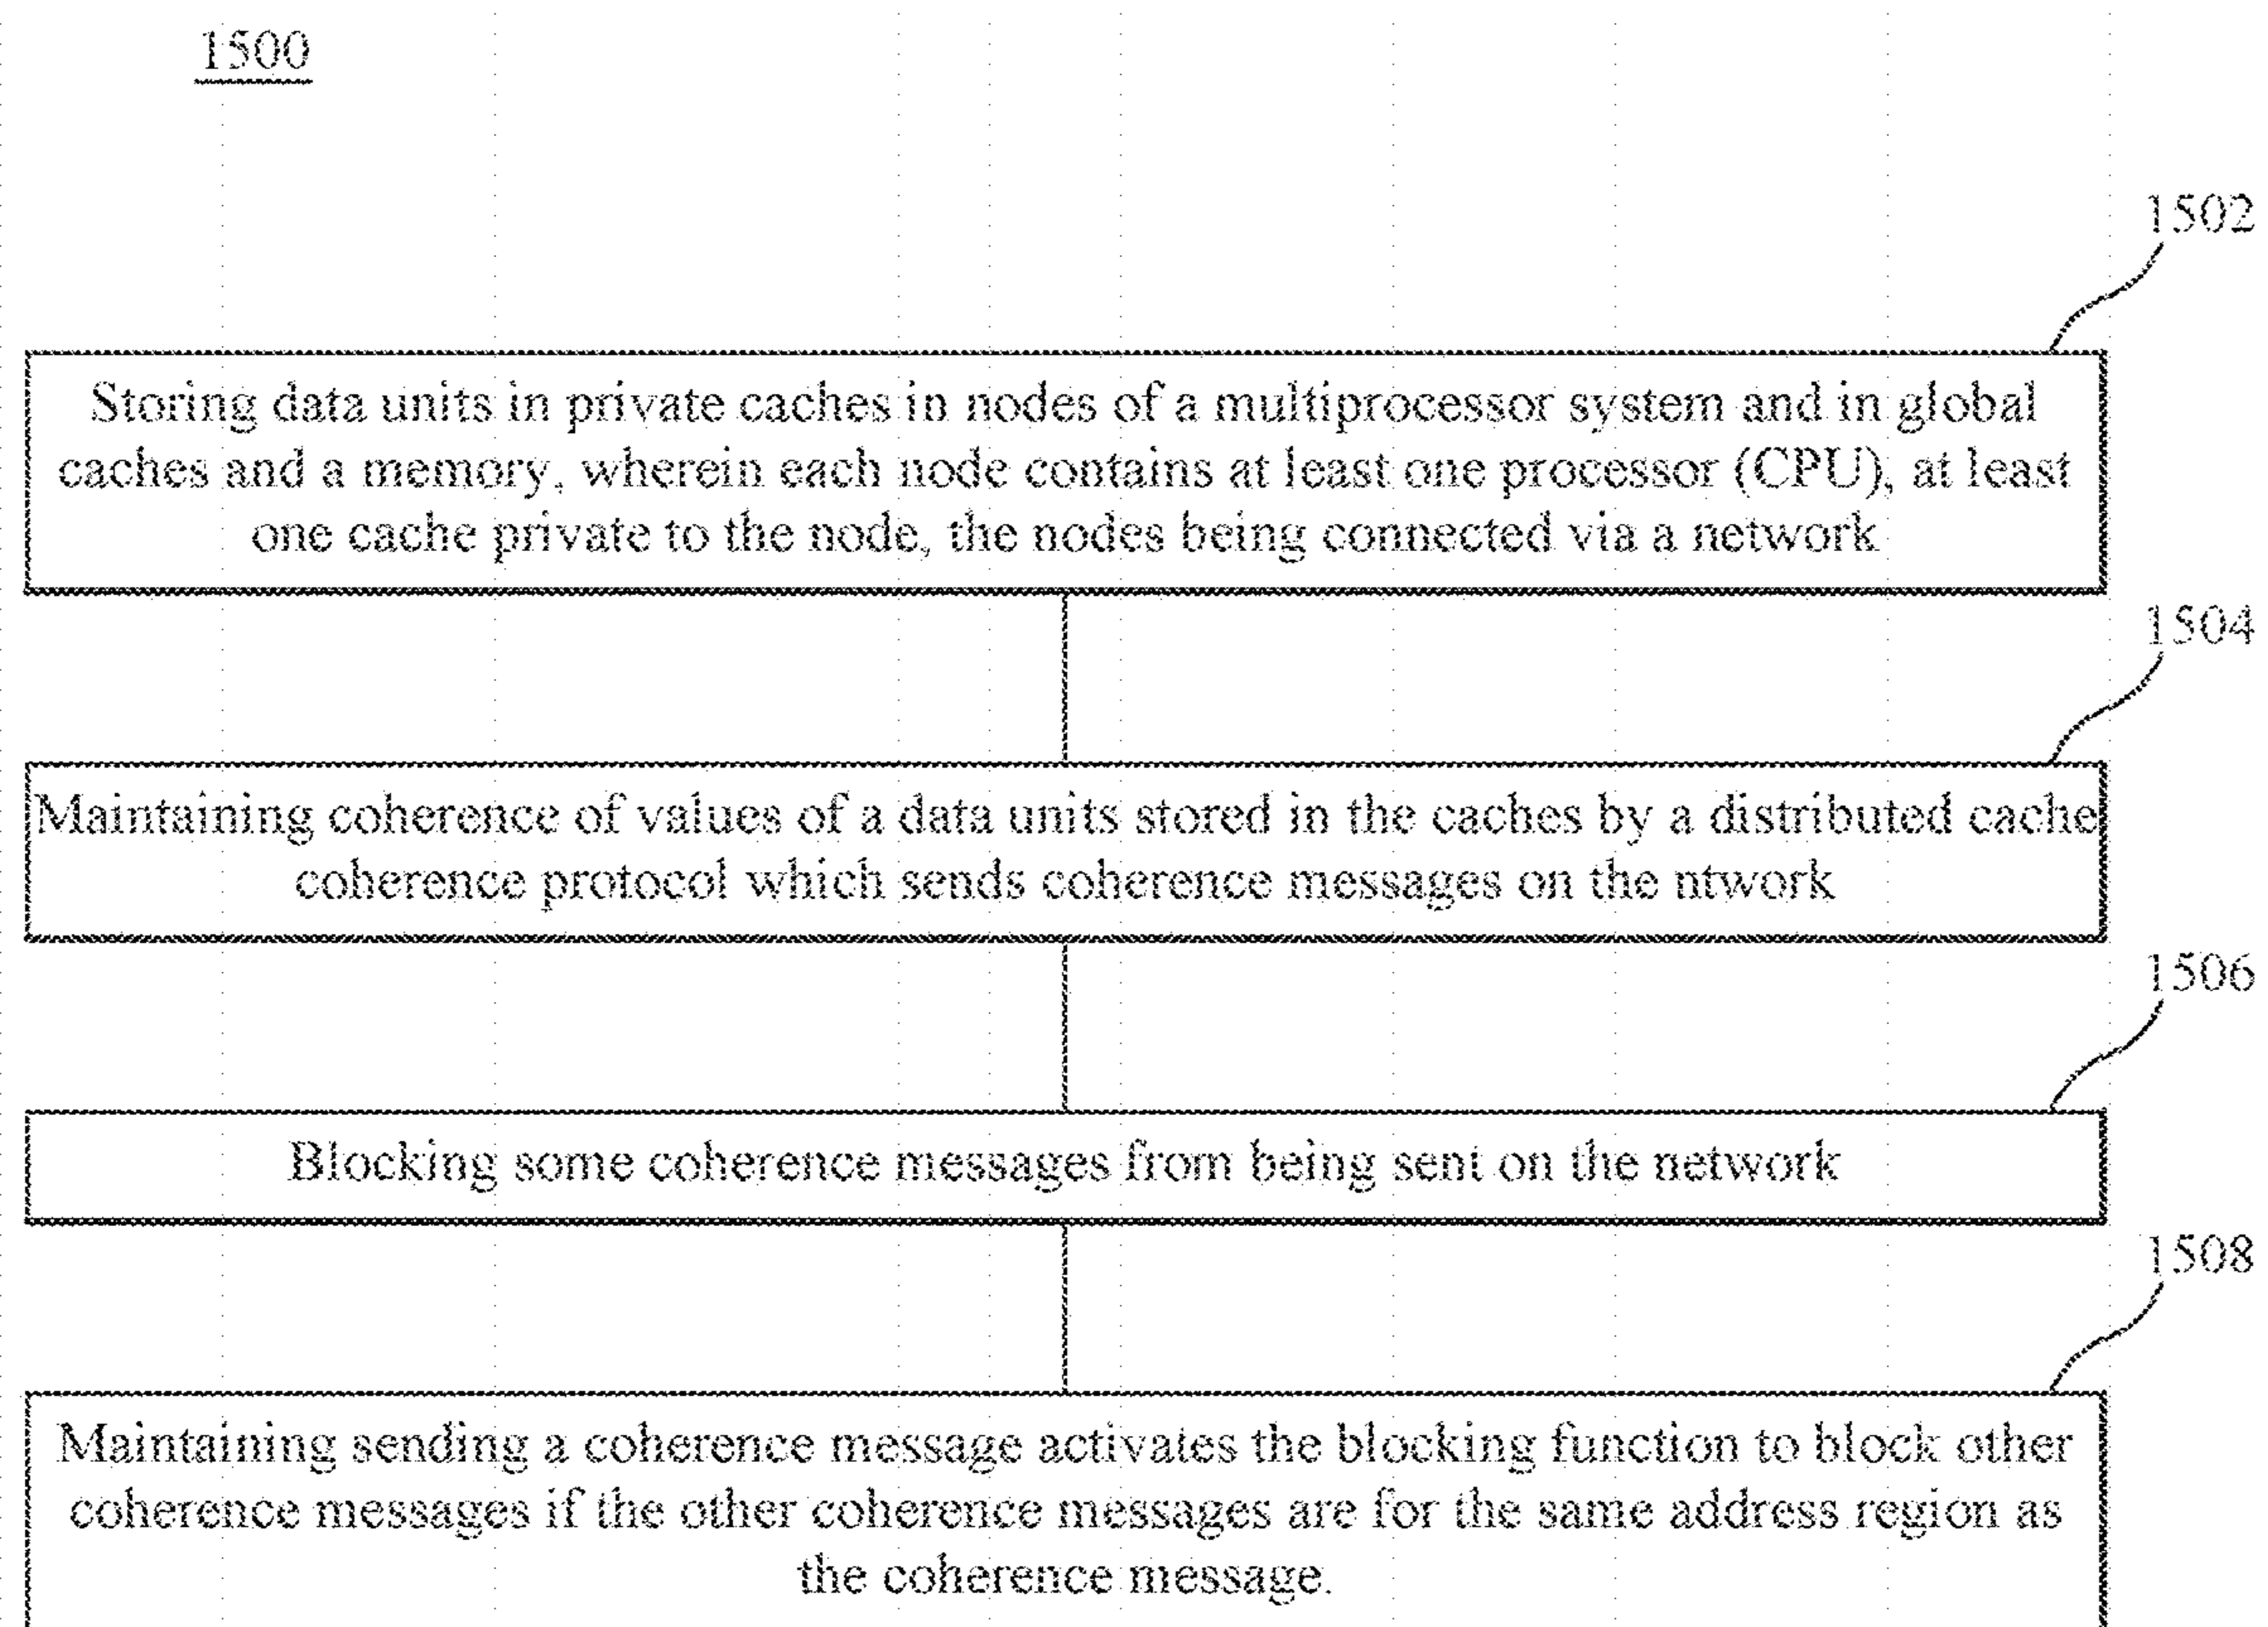 1500
1502
Storing data units in private caches in nodes of a multiprocessor system and in global
caches and a memory, wherein each node contains at least one processor (CPU), at least
one cache private to the node, the nodes being connected via a network
1504
Maintaining coherence of values of a data units stored in the caches by a distributed cache
coherence protocol which sends coherence messages on the ntwork
1506
Blocking some coherence messages from being sent on the network
1508
Maintaining sending a coherence message activates the blocking function to block other
coherence messages if the other coherence messages are for the same address region as
the coherence message.